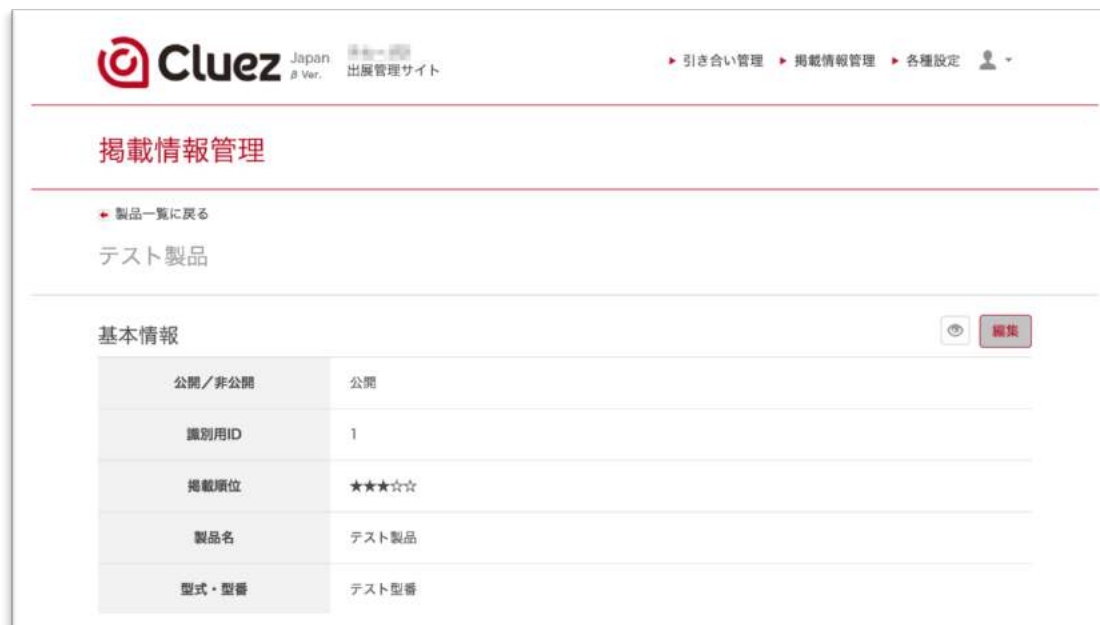 Cluez Japan
β Ver.
出展管理サイト
引き合い管理 掲載情報管理 各種設定
掲載情報管理
製品一覧に戻る
テスト製品
基本情報
編集
公開／非公開 公開
識別用ID 1
掲載順位 ★★★☆☆
製品名 テスト製品
型式・型番 テスト型番